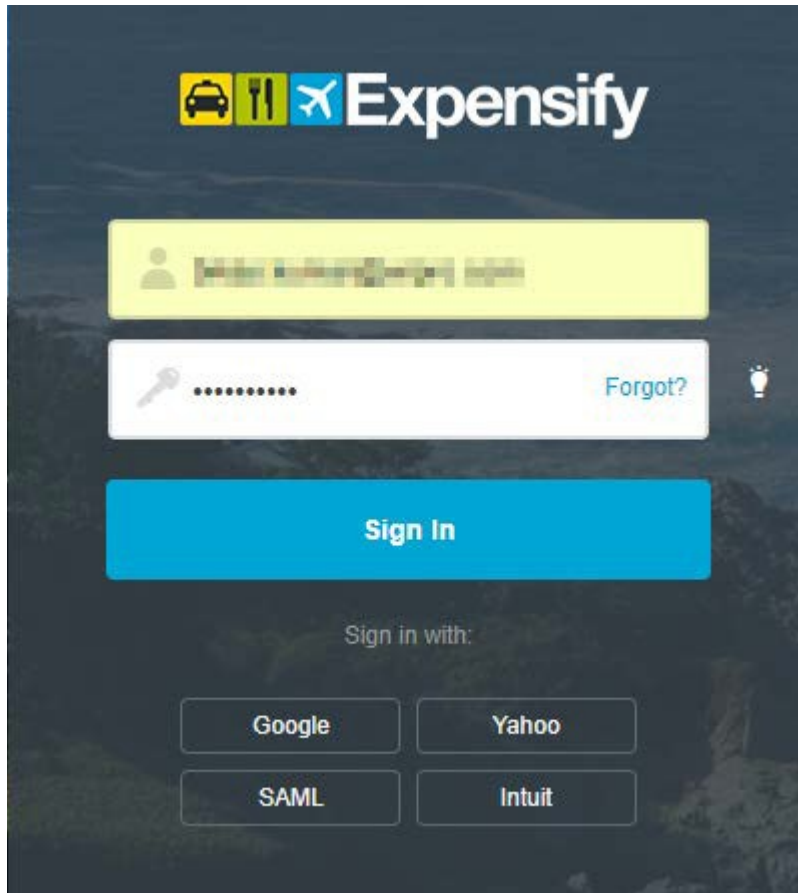 Expensify
•••••••••• Forgot?
Sign In
Sign in with:
Google Yahoo
SAML Intuit